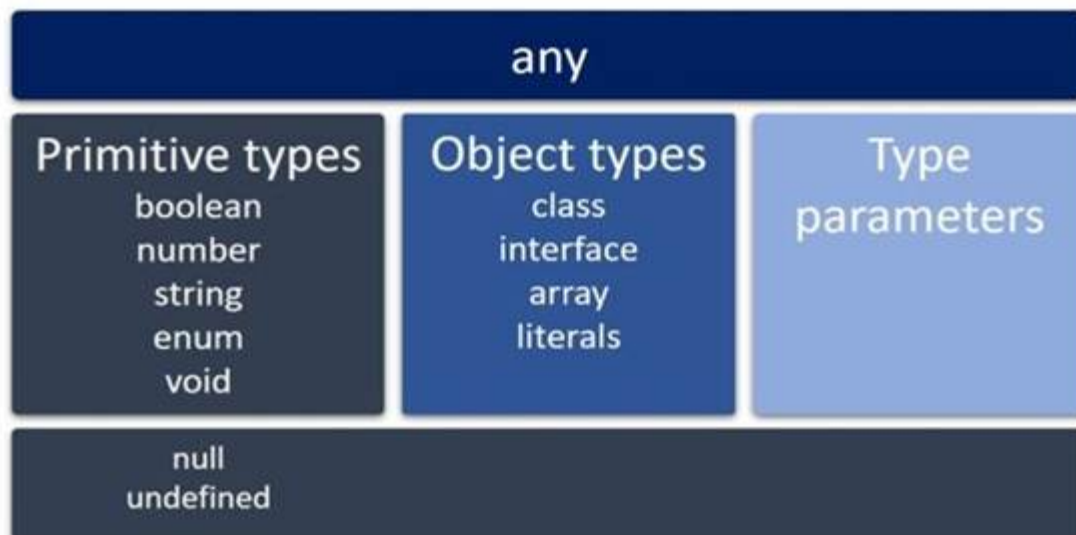 any
Primitive types
boolean
number
string
enum
void
Object types
class
interface
array
literals
Type
parameters
null
undefined